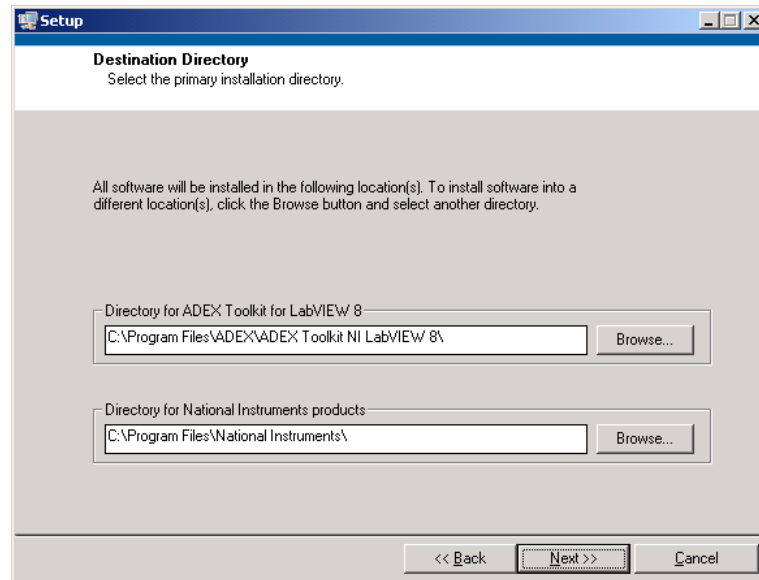 Setup
Destination Directory
Select the primary installation directory.
All software will be installed in the following location(s). To install software into a
different location(s), click the Browse button and select another directory.
Directory for ADEX Toolkit for LabVIEW 8
C:\Program Files\ADEX\ADEX Toolkit NI LabVIEW 8\
Browse...
Directory for National Instruments products
C:\Program Files\National Instruments\
Browse...
<< Back
Next >>
Cancel